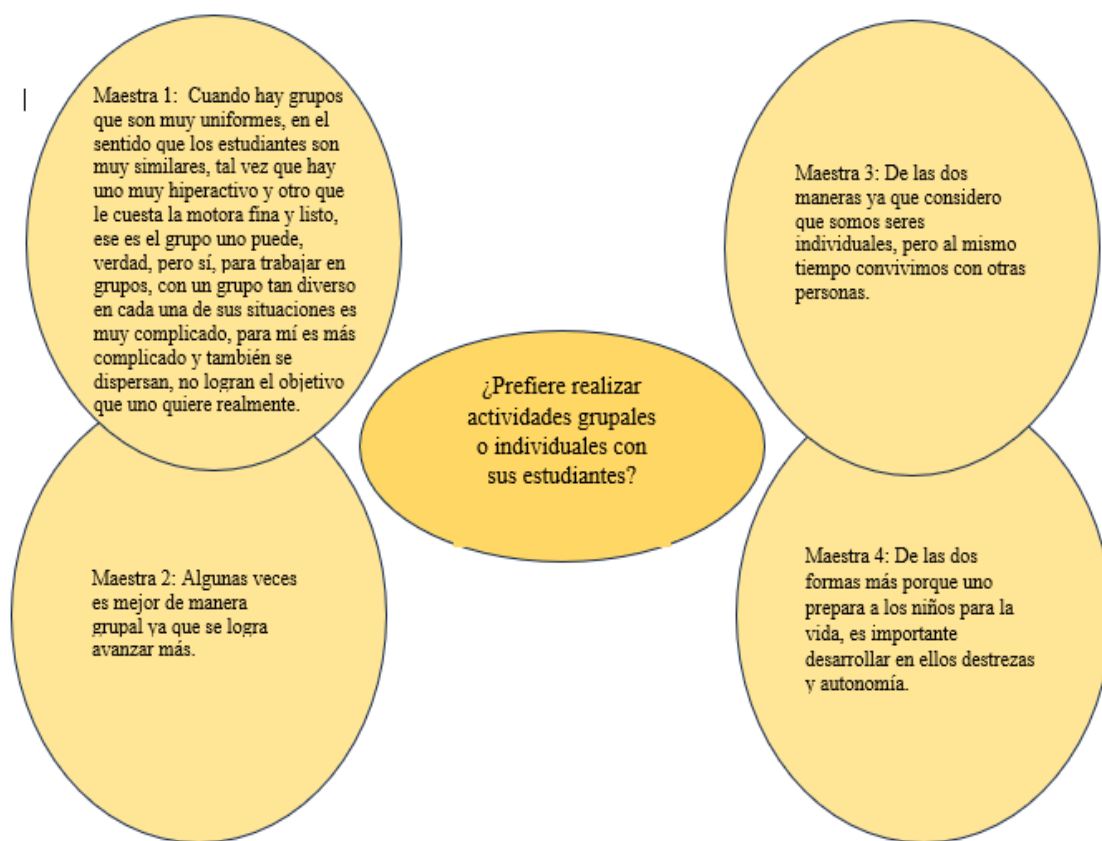 Maestra 1:  Cuando hay grupos
que son muy uniformes, en el
sentido que los estudiantes son
muy similares, tal vez que hay
uno muy hiperactivo y otro que
le cuesta la motora fina y listo,
ese es el grupo uno puede,
verdad, pero sí, para trabajar en
grupos, con un grupo tan diverso
en cada una de sus situaciones es
muy complicado, para mí es más
complicado y también se
dispersan, no logran el objetivo
que uno quiere realmente.
Maestra 2: Algunas veces
es mejor de manera
grupal ya que se logra
avanzar más.
¿Prefiere realizar
actividades grupales
o individuales con
sus estudiantes?
Maestra 3: De las dos
maneras ya que considero
que somos seres
individuales, pero al mismo
tiempo convivimos con otras
personas.
Maestra 4: De las dos
formas más porque uno
prepara a los niños para la
vida, es importante
desarrollar en ellos destrezas
y autonomía.